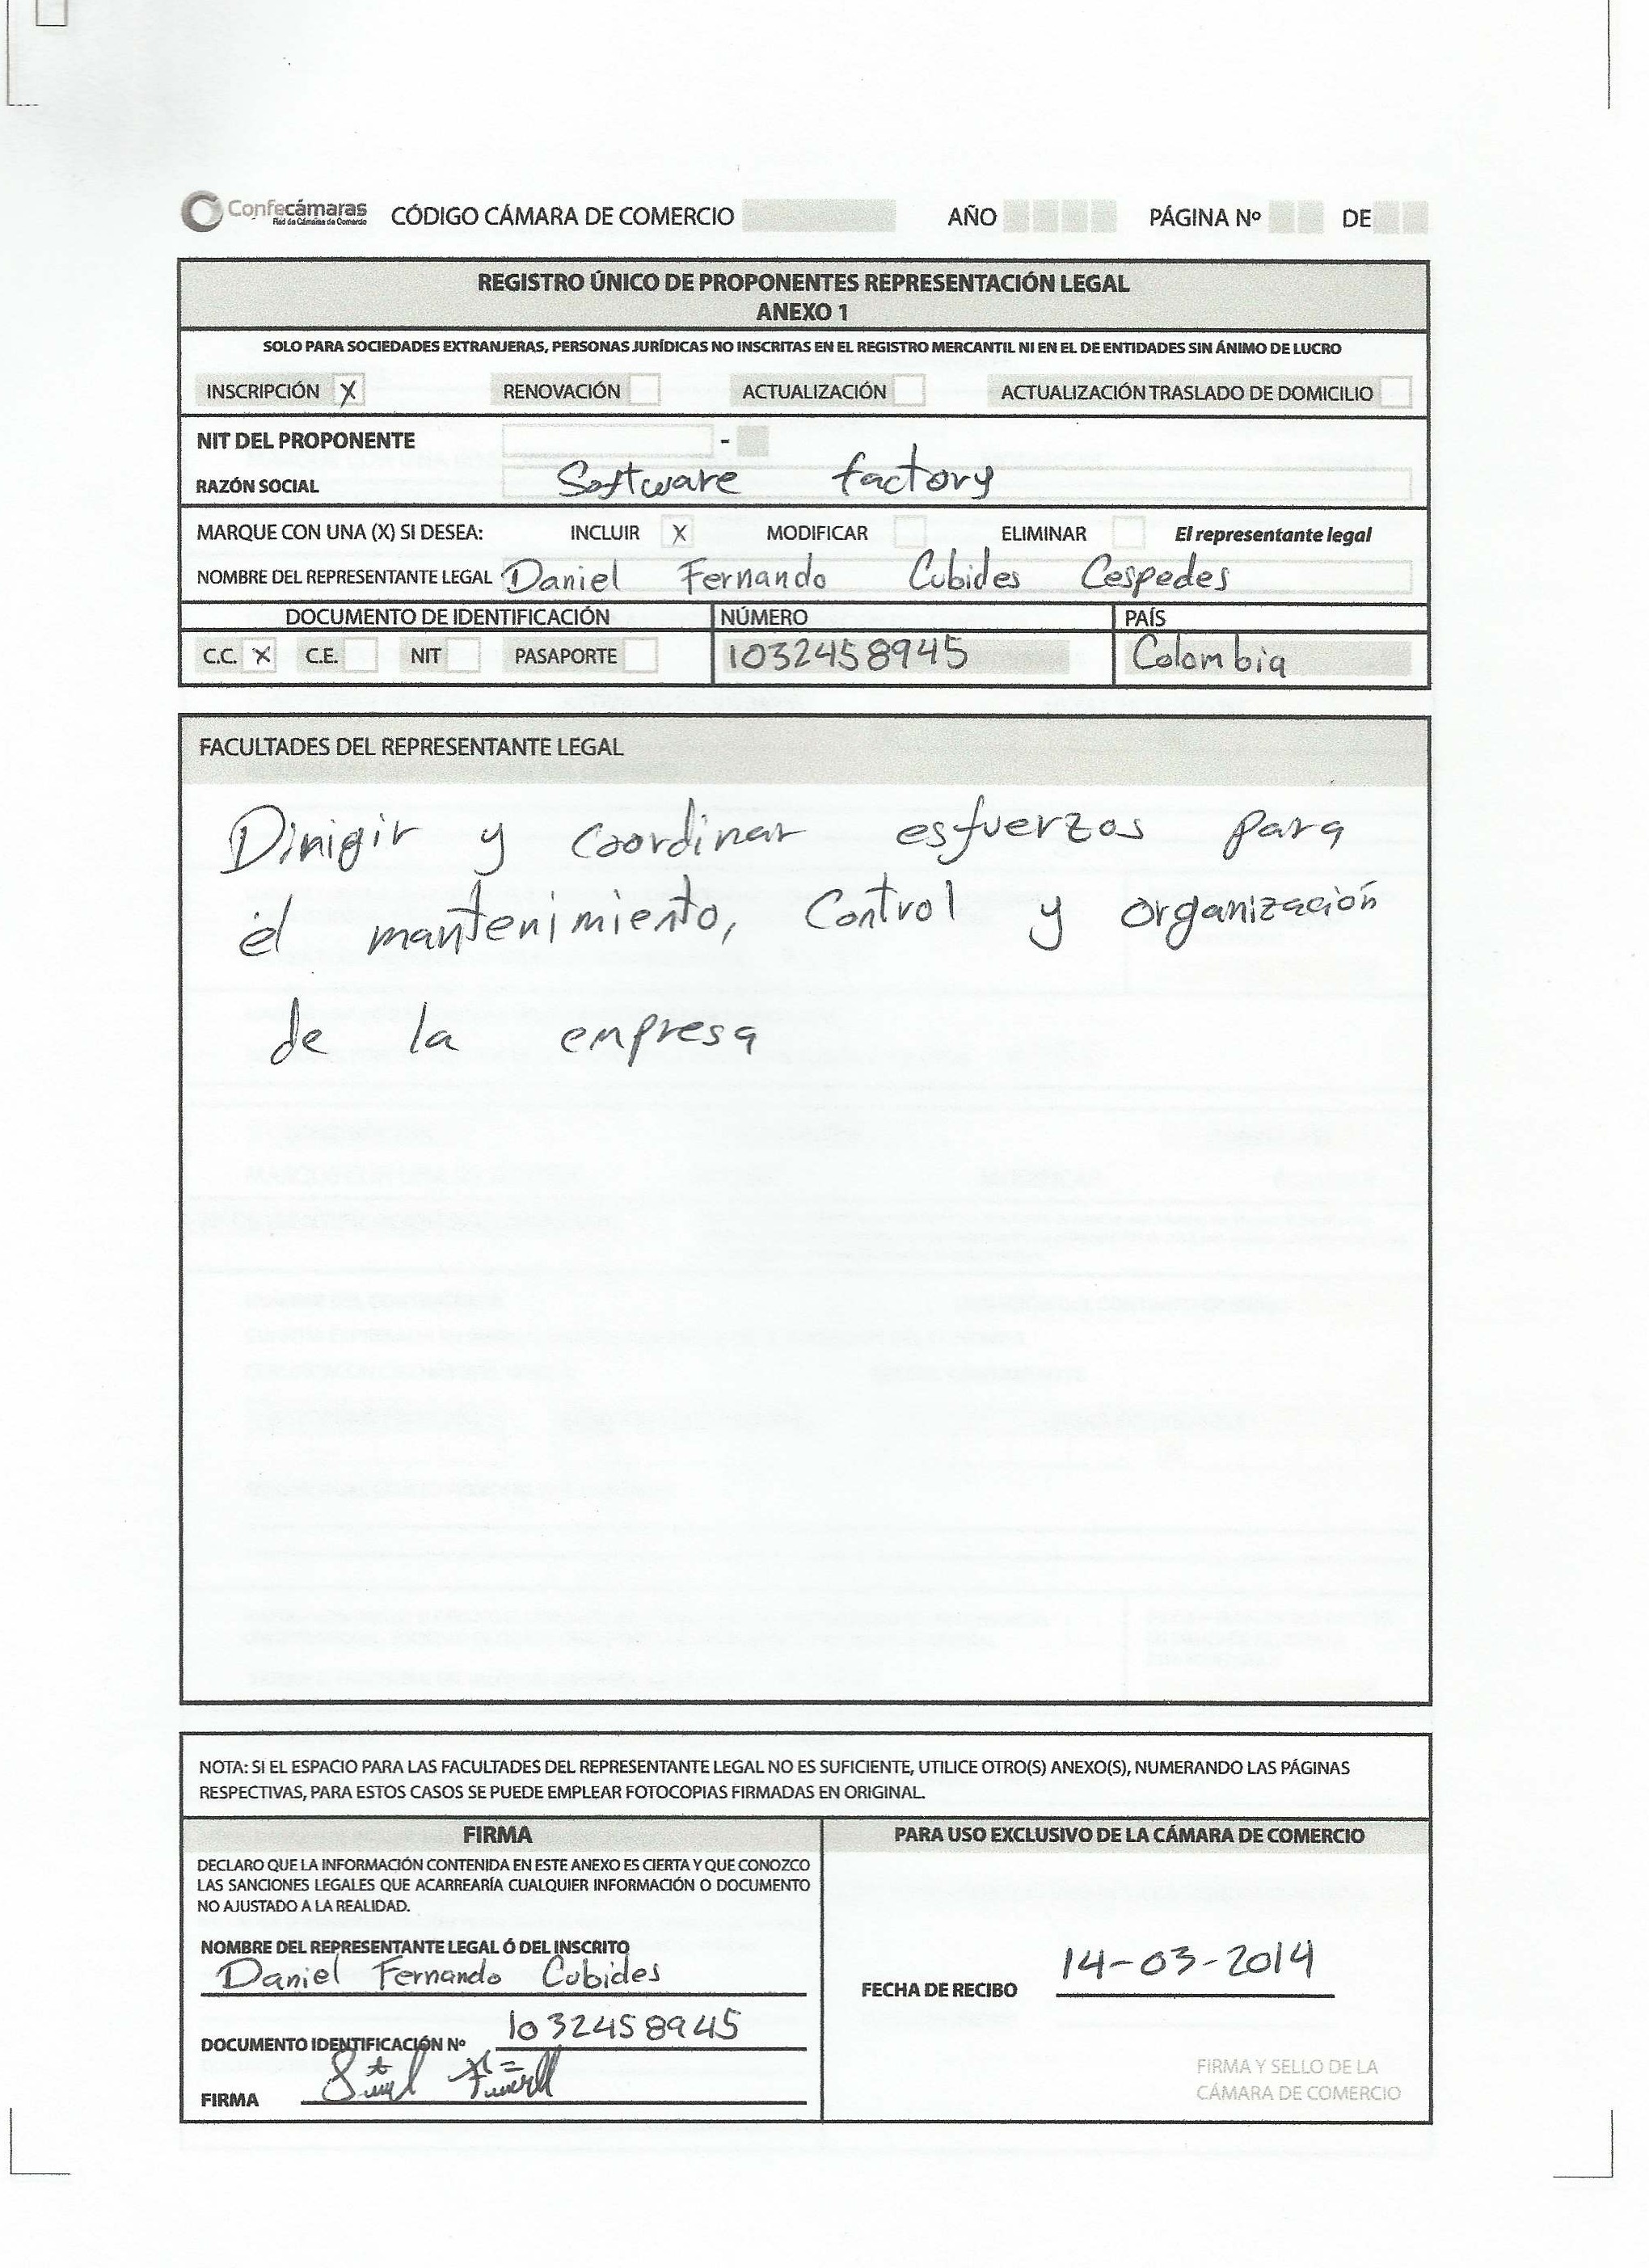 Confecámaras CÓDIGO CÁMARA DE COMERCIO AÑO PÁGINA Nº DE
Red de Cámaras de Comercio
REGISTRO ÚNICO DE PROPONENTES REPRESENTACIÓN LEGAL
ANEXO 1
SOLO PARA SOCIEDADES EXTRANJERAS, PERSONAS JURÍDICAS NO INSCRITAS EN EL REGISTRO MERCANTIL NI EN EL DE ENTIDADES SIN ÁNIMO DE LUCRO
INSCRIPCIÓN X RENOVACIÓN ACTUALIZACIÓN ACTUALIZACIÓN TRASLADO DE DOMICILIO
NIT DEL PROPONENTE -
RAZÓN SOCIAL Software factory
MARQUE CON UNA (X) SI DESEA: INCLUIR X MODIFICAR ELIMINAR El representante legal
NOMBRE DEL REPRESENTANTE LEGAL Daniel Fernando Cubides Cespedes
DOCUMENTO DE IDENTIFICACIÓN NÚMERO PAÍS
C.C. X C.E. NIT PASAPORTE 1032458945 Colombia
FACULTADES DEL REPRESENTANTE LEGAL
Dirigir y coordinar esfuerzos para
el mantenimiento, Control y organización
de la empresa
NOTA: SI EL ESPACIO PARA LAS FACULTADES DEL REPRESENTANTE LEGAL NO ES SUFICIENTE, UTILICE OTRO(S) ANEXO(S), NUMERANDO LAS PÁGINAS
RESPECTIVAS, PARA ESTOS CASOS SE PUEDE EMPLEAR FOTOCOPIAS FIRMADAS EN ORIGINAL.
FIRMA
DECLARO QUE LA INFORMACIÓN CONTENIDA EN ESTE ANEXO ES CIERTA Y QUE CONOZCO
LAS SANCIONES LEGALES QUE ACARREARÍA CUALQUIER INFORMACIÓN O DOCUMENTO
NO AJUSTADO A LA REALIDAD.
NOMBRE DEL REPRESENTANTE LEGAL Ó DEL INSCRITO
Daniel Fernando Cubides
DOCUMENTO IDENTIFICACIÓN Nº 1032458945
FIRMA
PARA USO EXCLUSIVO DE LA CÁMARA DE COMERCIO
FECHA DE RECIBO 14-03-2014
FIRMA Y SELLO DE LA
CÁMARA DE COMERCIO